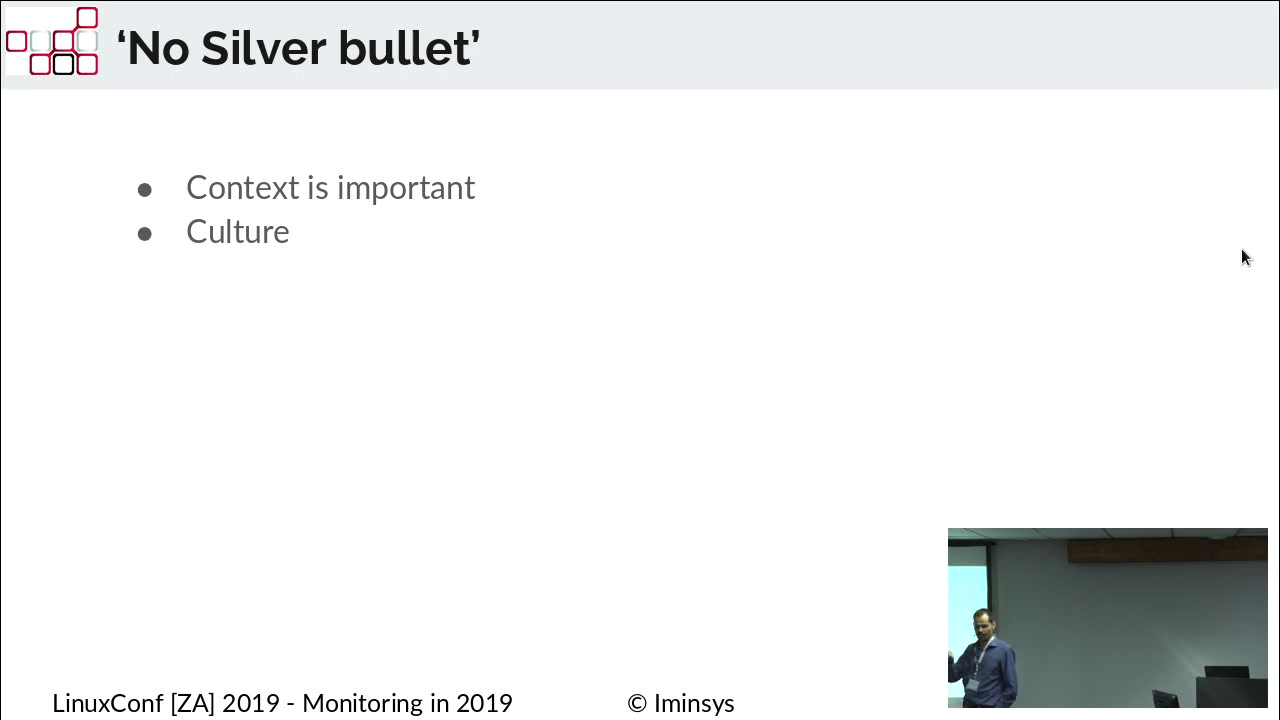 ‘No Silver bullet’
● Context is important
● Culture
LinuxConf [ZA] 2019 - Monitoring in 2019 © Iminsys